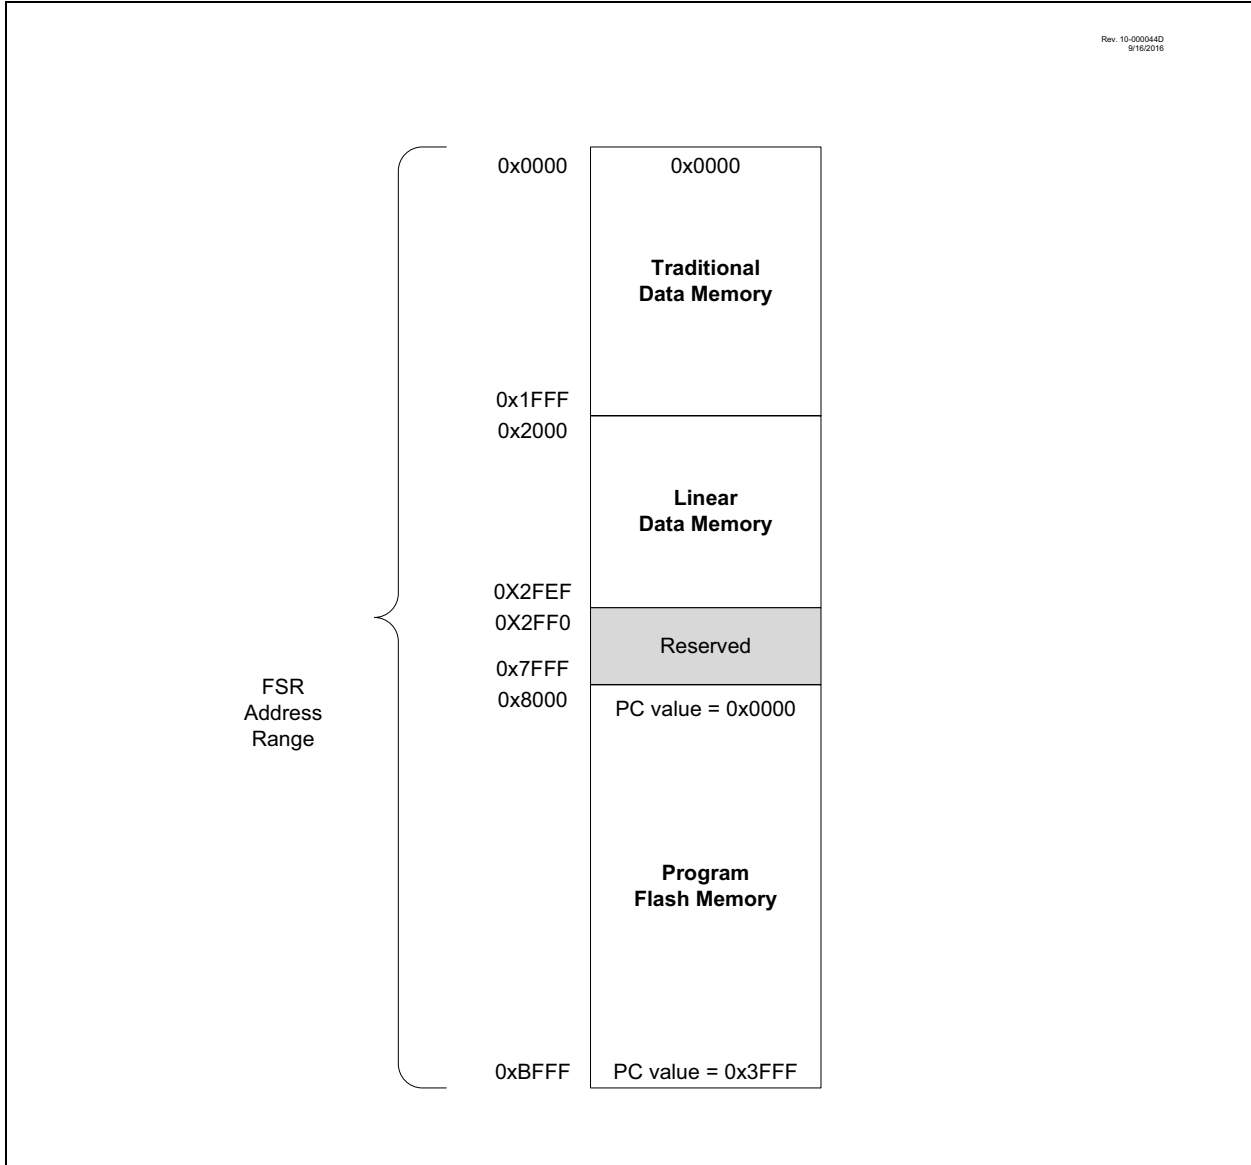 Rev. 10-000044D
9/16/2016
0x0000
0x0000
Traditional
Data Memory
0x1FFF
0x2000
Linear
Data Memory
0X2FEF
0X2FF0
Reserved
0x7FFF
0x8000
PC value = 0x0000
FSR
Address
Range
Program
Flash Memory
0xBFFF
PC value = 0x3FFF